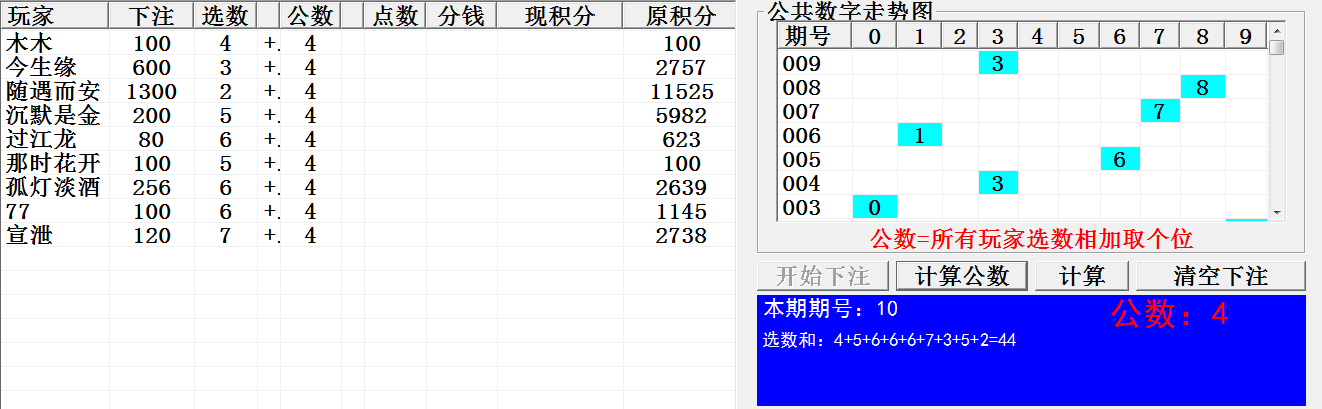 玩家 下注 选数 公数 点数 分钱 现积分 原积分
木木 100 4 +. 4 100
今生缘 600 3 +. 4 2757
随遇而安 1300 2 +. 4 11525
沉默是金 200 5 +. 4 5982
过江龙 80 6 +. 4 623
那时花开 100 5 +. 4 100
孤灯淡酒 256 6 +. 4 2639
77 100 6 +. 4 1145
宣泄 120 7 +. 4 2738
公共数字走势图
期号 0 1 2 3 4 5 6 7 8 9
009 3
008 8
007 7
006 1
005 6
004 3
003 0
公数=所有玩家选数相加取个位
开始下注 计算公数 计算 清空下注
本期期号：10 公数：4
选数和：4+5+6+6+6+7+3+5+2=44